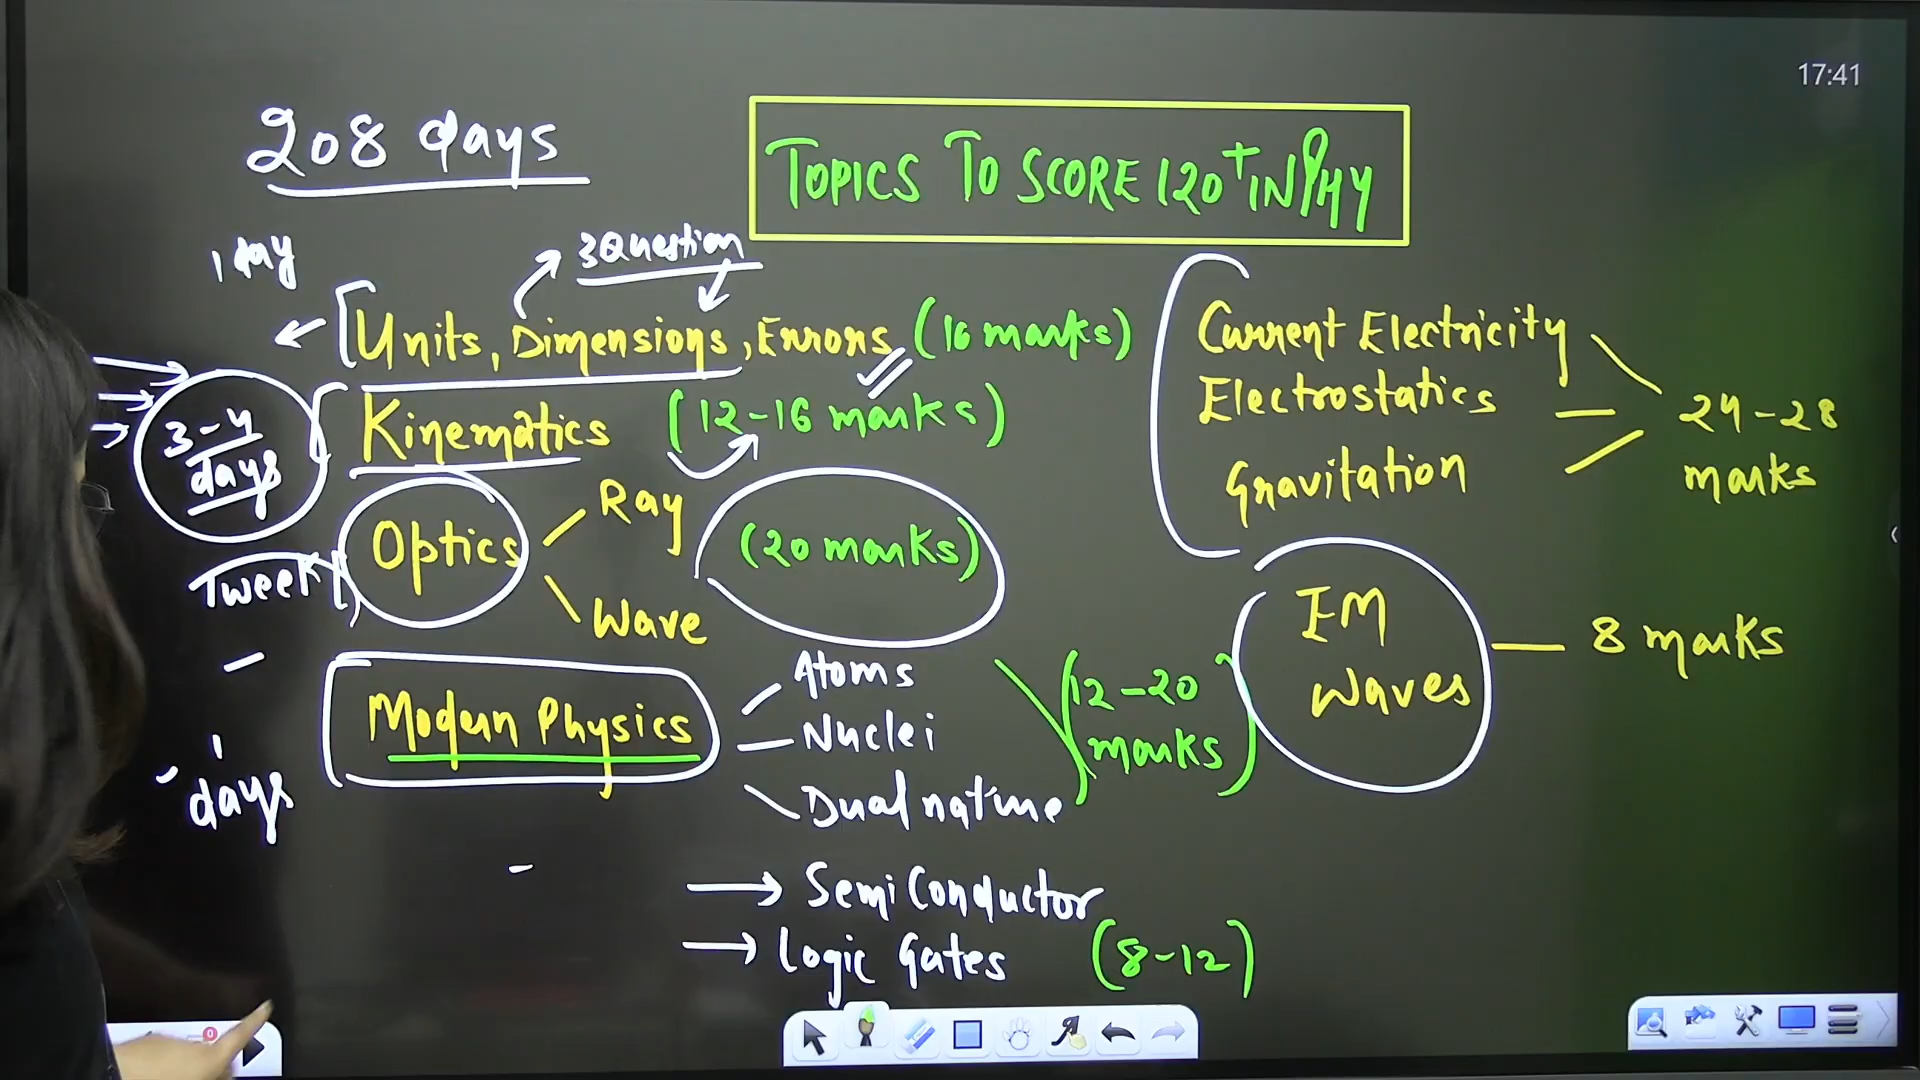 17:41
208 days
TOPICS TO SCORE 120+ IN PHY
1 day
3 Question
Units, Dimensions, Errors (16 marks)
Kinematics (12-16 marks)
3-4 days
Optics
Ray
Wave
(20 marks)
1 week
Modern Physics
Atoms
Nuclei
Dual nature
(12-20 marks)
days
→ Semi Conductor
→ Logic Gates (8-12)
Current Electricity
Electrostatics
Gravitation
24-28 marks
EM Waves
8 marks
0